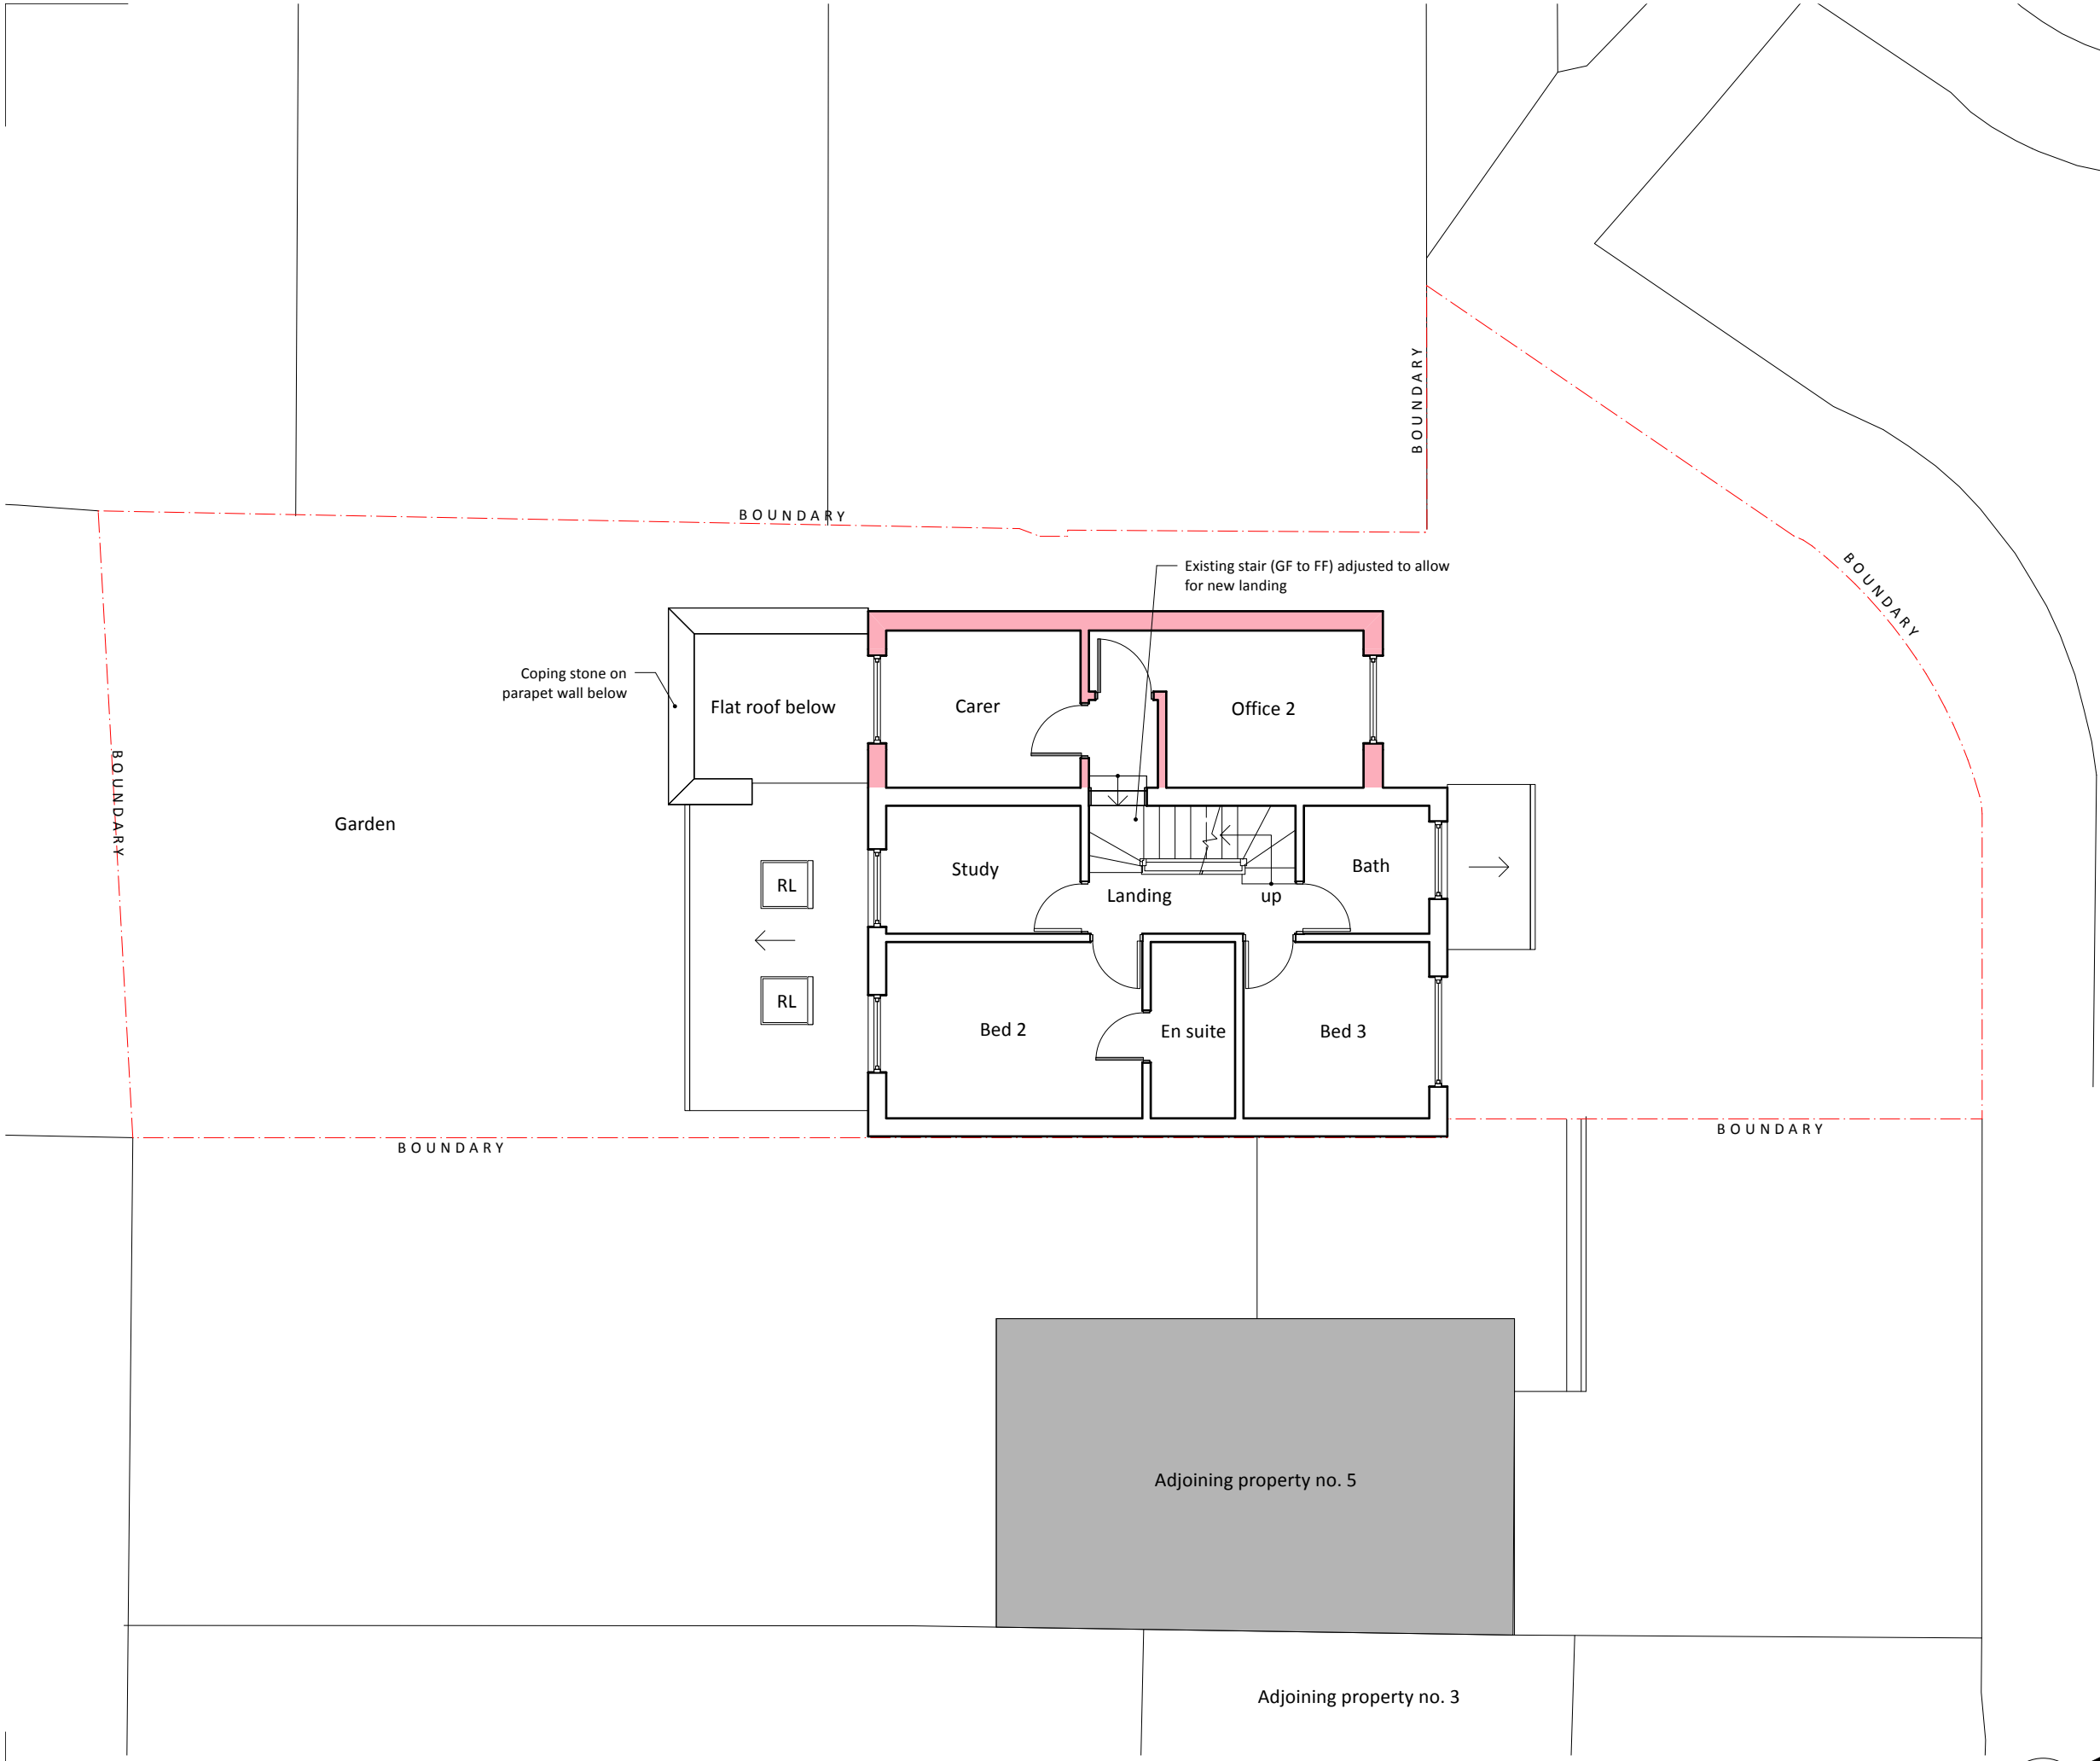 BOUNDARY
BOUNDARY
BOUNDARY
Existing stair (GF to FF) adjusted to allow
for new landing
Coping stone on
parapet wall below
Flat roof below
Carer
Office 2
BOUNDARY
Garden
Study
Bath
RL
Landing
up
RL
Bed 2
En suite
Bed 3
BOUNDARY
BOUNDARY
Adjoining property no. 5
Adjoining property no. 3